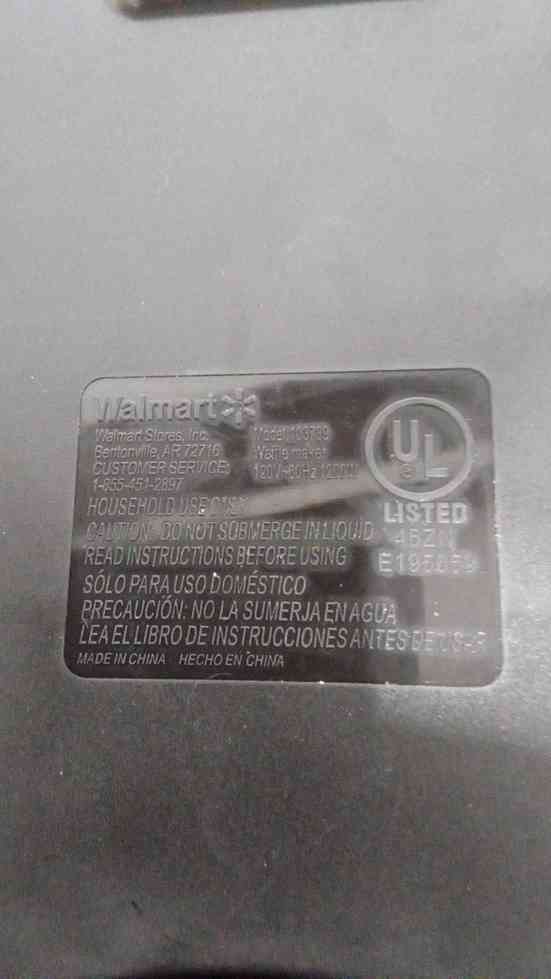 Walmart
Walmart Stores, Inc.
Bentonville, AR 72716
CUSTOMER SERVICE:
1-855-451-2897
Model:
Waffle maker
120V~60Hz 1200W
UL
LISTED
HOUSEHOLD USE ONLY
CAUTION: DO NOT SUBMERGE IN LIQUID
READ INSTRUCTIONS BEFORE USING
SÓLO PARA USO DOMÉSTICO
PRECAUCIÓN: NO LA SUMERJA EN AGUA
LEA EL LIBRO DE INSTRUCCIONES ANTES DE USAR
MADE IN CHINA HECHO EN CHINA